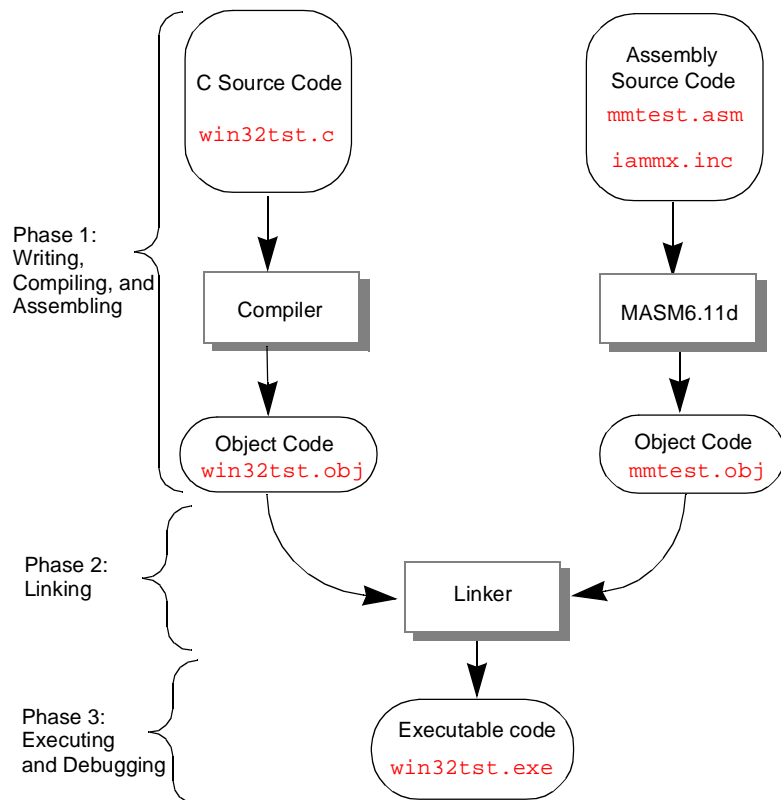 C Source Code
win32tst.c
Assembly
Source Code
mmtest.asm
iammx.inc
Phase 1:
Writing,
Compiling, and
Assembling
Compiler
MASM6.11d
Object Code
win32tst.obj
Object Code
mmtest.obj
Phase 2:
Linking
Linker
Phase 3:
Executing
and Debugging
Executable code
win32tst.exe